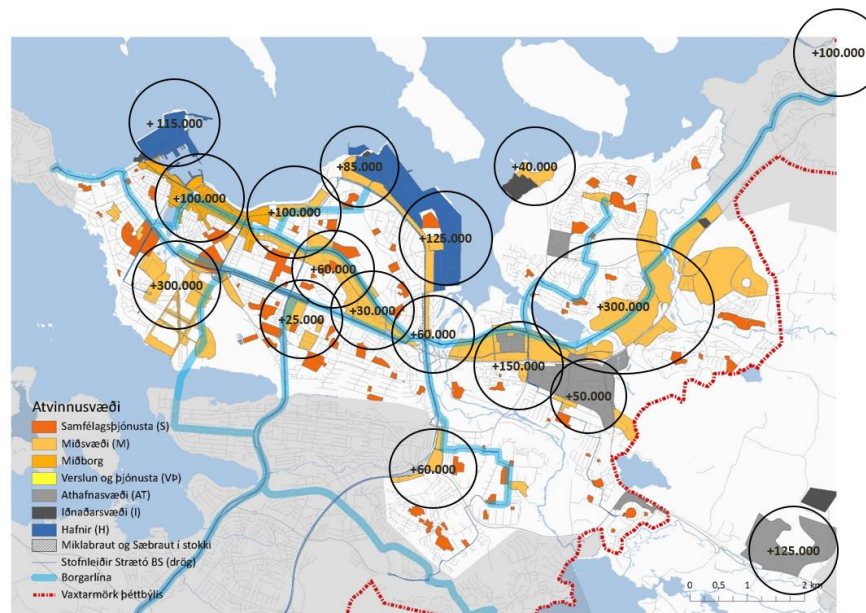 +100.000
+ 115.000
+85.000
+40.000
+100.000
+100.000
+125.000
+60.000
+300.000
+300.000
+25.000
+30.000
+60.000
+150.000
+50.000
+60.000
+125.000
Atvinnusvæði
Samfélagsþjónusta (S)
Miðsvæði (M)
Miðborg
Verslun og þjónusta (VÞ)
Athafnasvæði (AT)
Iðnaðarsvæði (I)
Hafnir (H)
Miklabraut og Sæbraut í stokki
Stofnleiðir Strætó BS (drög)
Borgarlína
Vaxtarmörk þéttbýlis
0 0,5 1 2 km